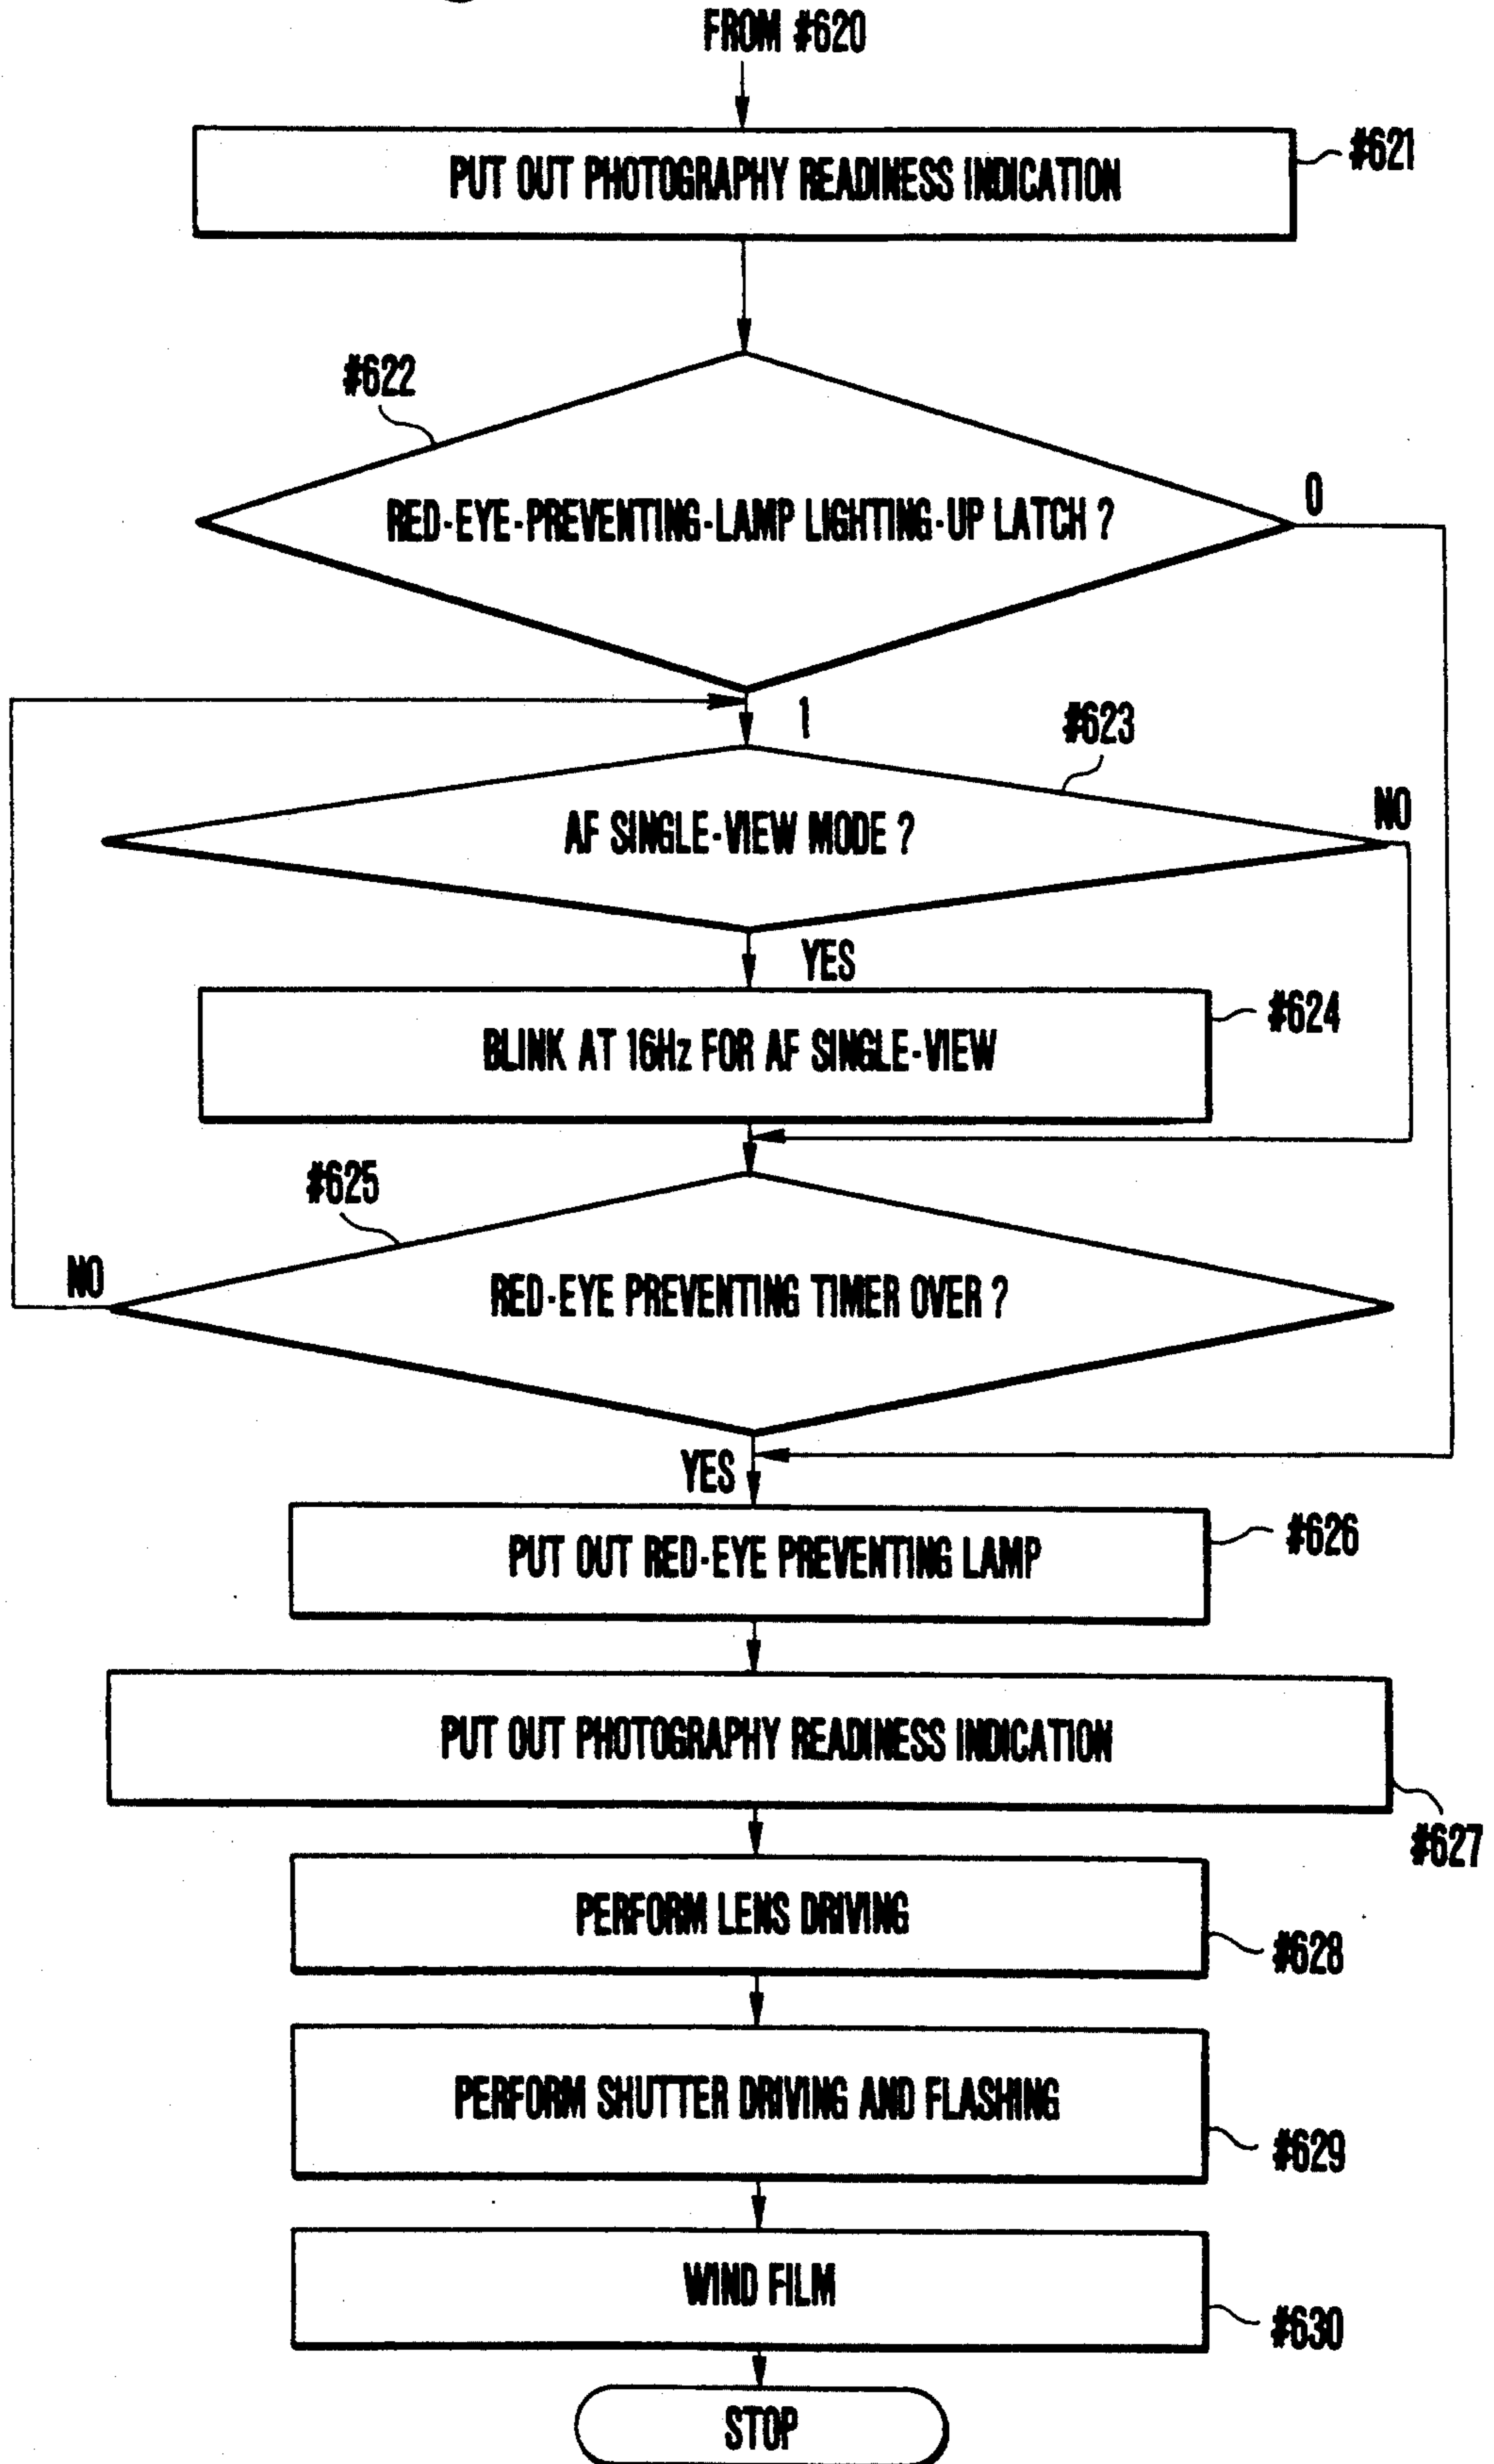 FROM #620
PUT OUT PHOTOGRAPHY READINESS INDICATION
#621
#622
RED-EYE-PREVENTING-LAMP LIGHTING-UP LATCH ?
0
1
#623
AF SINGLE-VIEW MODE ?
NO
YES
BLINK AT 16Hz FOR AF SINGLE-VIEW
#624
#625
NO
RED-EYE PREVENTING TIMER OVER ?
YES
PUT OUT RED-EYE PREVENTING LAMP
#626
PUT OUT PHOTOGRAPHY READINESS INDICATION
#627
PERFORM LENS DRIVING
#628
PERFORM SHUTTER DRIVING AND FLASHING
#629
WIND FILM
#630
STOP